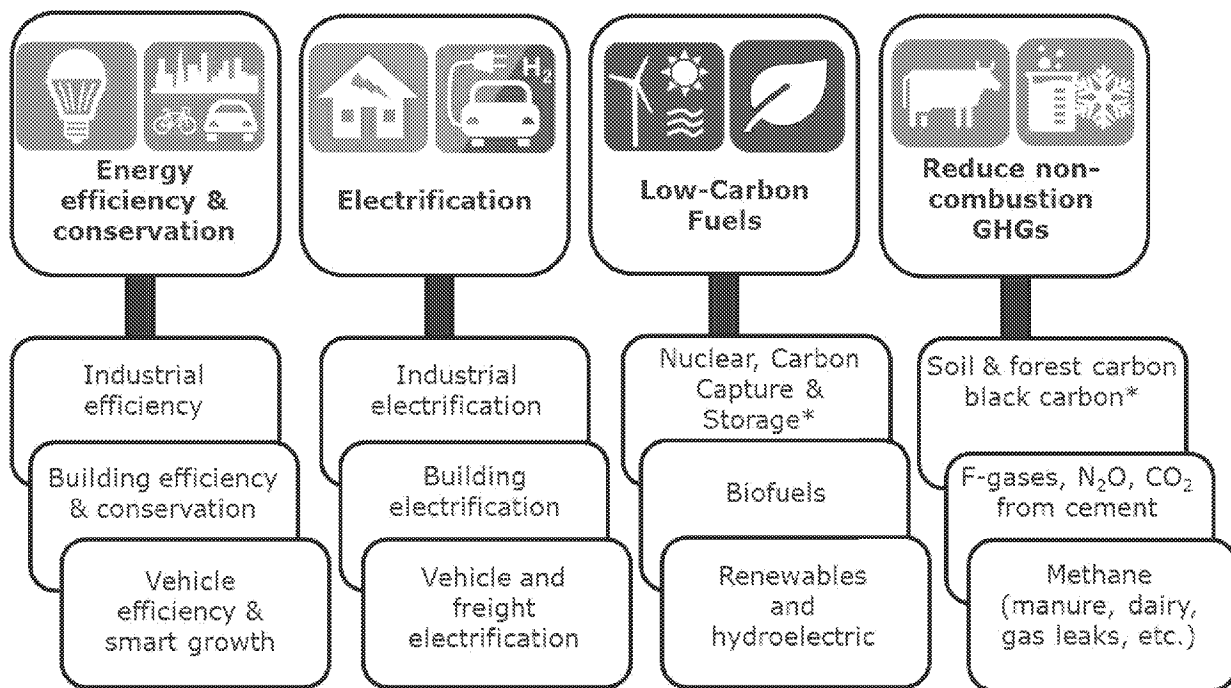 H₂
Energy
efficiency &
conservation
Electrification
Low-Carbon
Fuels
Reduce non-
combustion
GHGs
Industrial
efficiency
Building efficiency
& conservation
Vehicle
efficiency &
smart growth
Industrial
electrification
Building
electrification
Vehicle and
freight
electrification
Nuclear, Carbon
Capture &
Storage*
Biofuels
Renewables
and
hydroelectric
Soil & forest carbon
black carbon*
F-gases, N₂O, CO₂
from cement
Methane
(manure, dairy,
gas leaks, etc.)